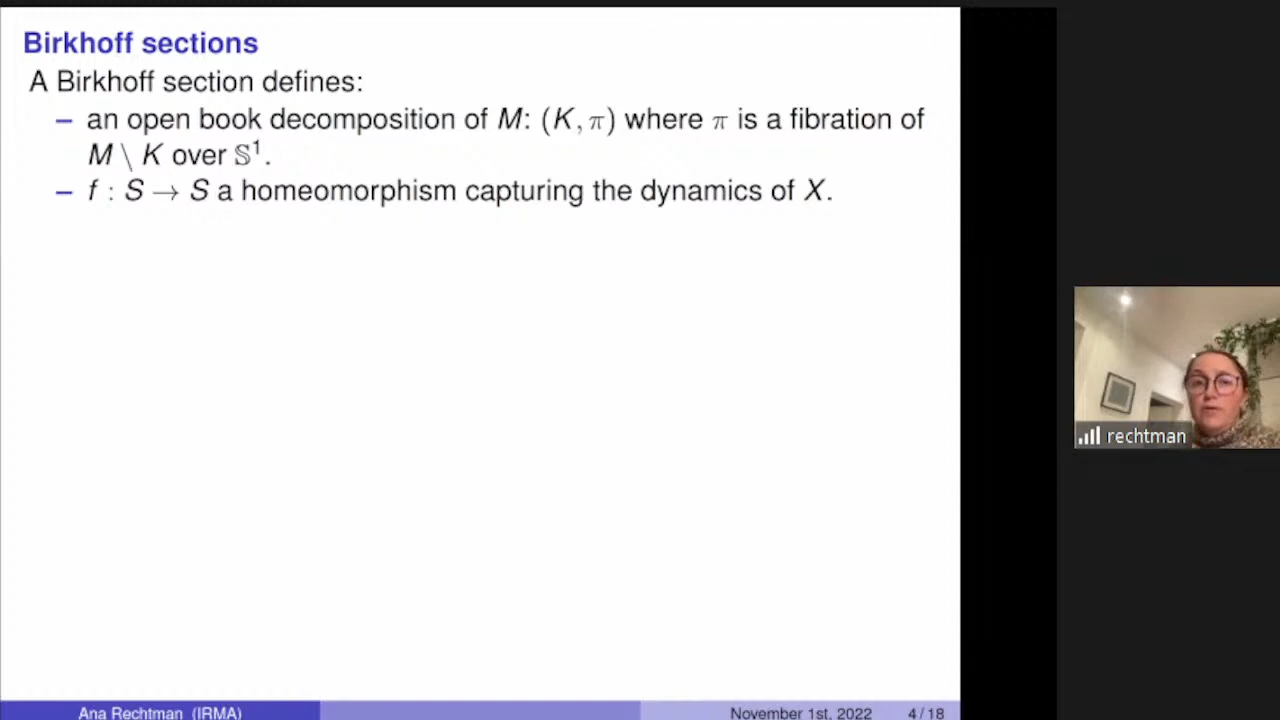 Birkhoff sections
A Birkhoff section defines:
– an open book decomposition of M: (K, π) where π is a fibration of
M \ K over 𝕊¹.
– f : S → S a homeomorphism capturing the dynamics of X.
rechtman
Ana Rechtman (IRMA) November 1st, 2022 4 / 18